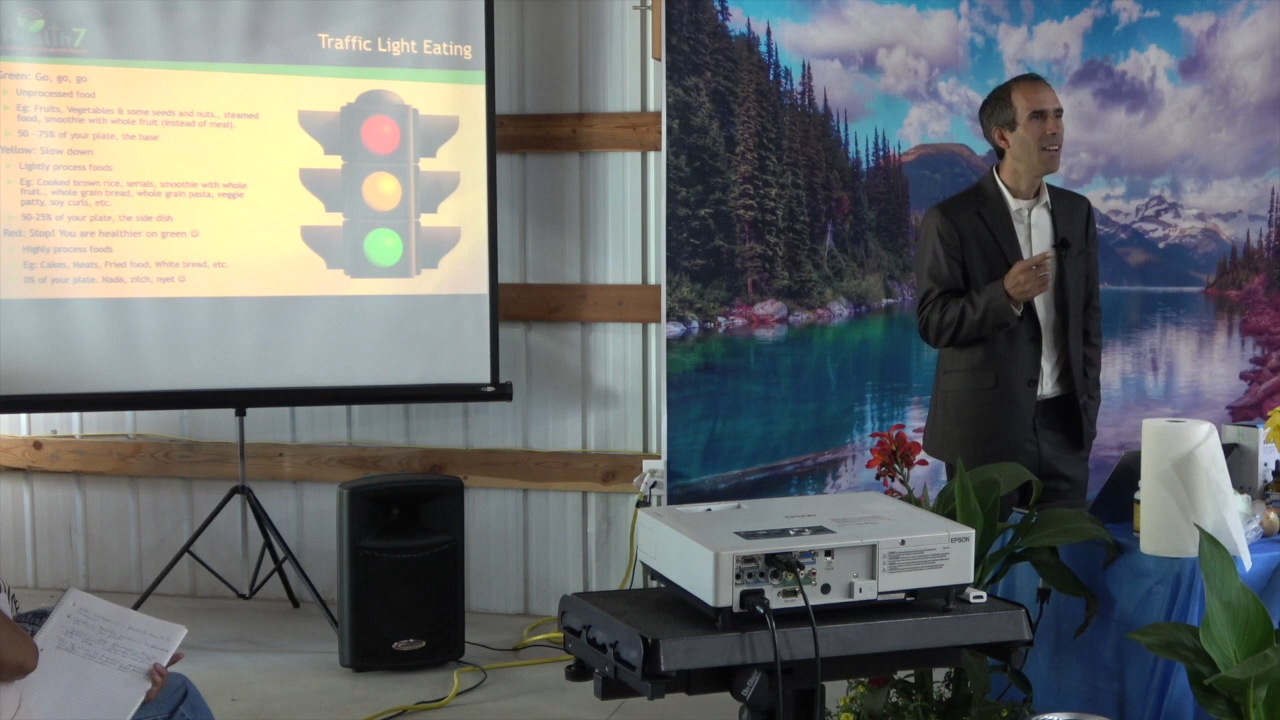 Traffic Light Eating
Green: Go, go, go
Unprocessed food
Eg: Fruits, Vegetables & some seeds and nuts., steamed
food, smoothie with whole fruit (instead of meal).
50 - 75% of your plate, the base
Yellow: Slow down
Lightly process foods
Eg: Cooked brown rice, serials, smoothie with whole
fruit., whole grain bread, whole grain pasta, veggie
patty, soy curls, etc.
50-25% of your plate, the side dish
Red: Stop! You are healthier on green ☺
Highly process foods
Eg: Cakes, Meats, Fried food, White bread, etc.
0% of your plate. Nada, zilch, nyet ☺
EPSON
EPSON